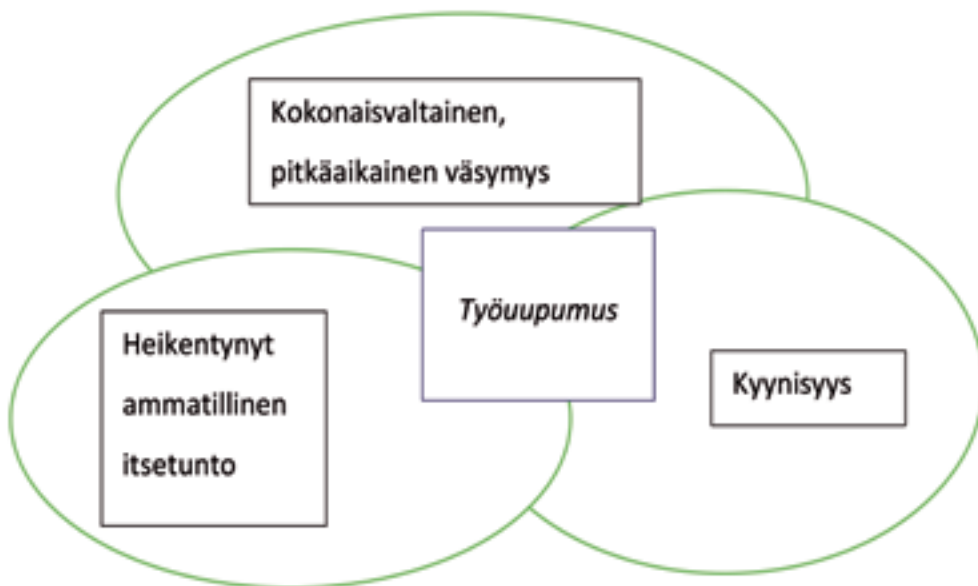 Kokonaisvaltainen,
pitkäaikainen väsymys
Työuupumus
Heikentynyt
ammatillinen
itsetunto
Kyynisyys